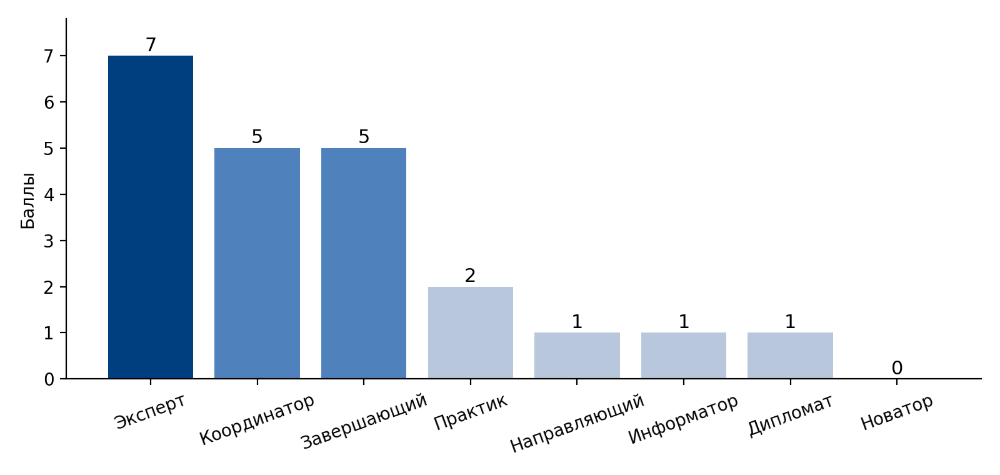 Баллы
7
6
5
4
3
2
1
0
7
5
5
2
1
1
1
0
Эксперт
Координатор
Завершающий
Практик
Направляющий
Информатор
Дипломат
Новатор